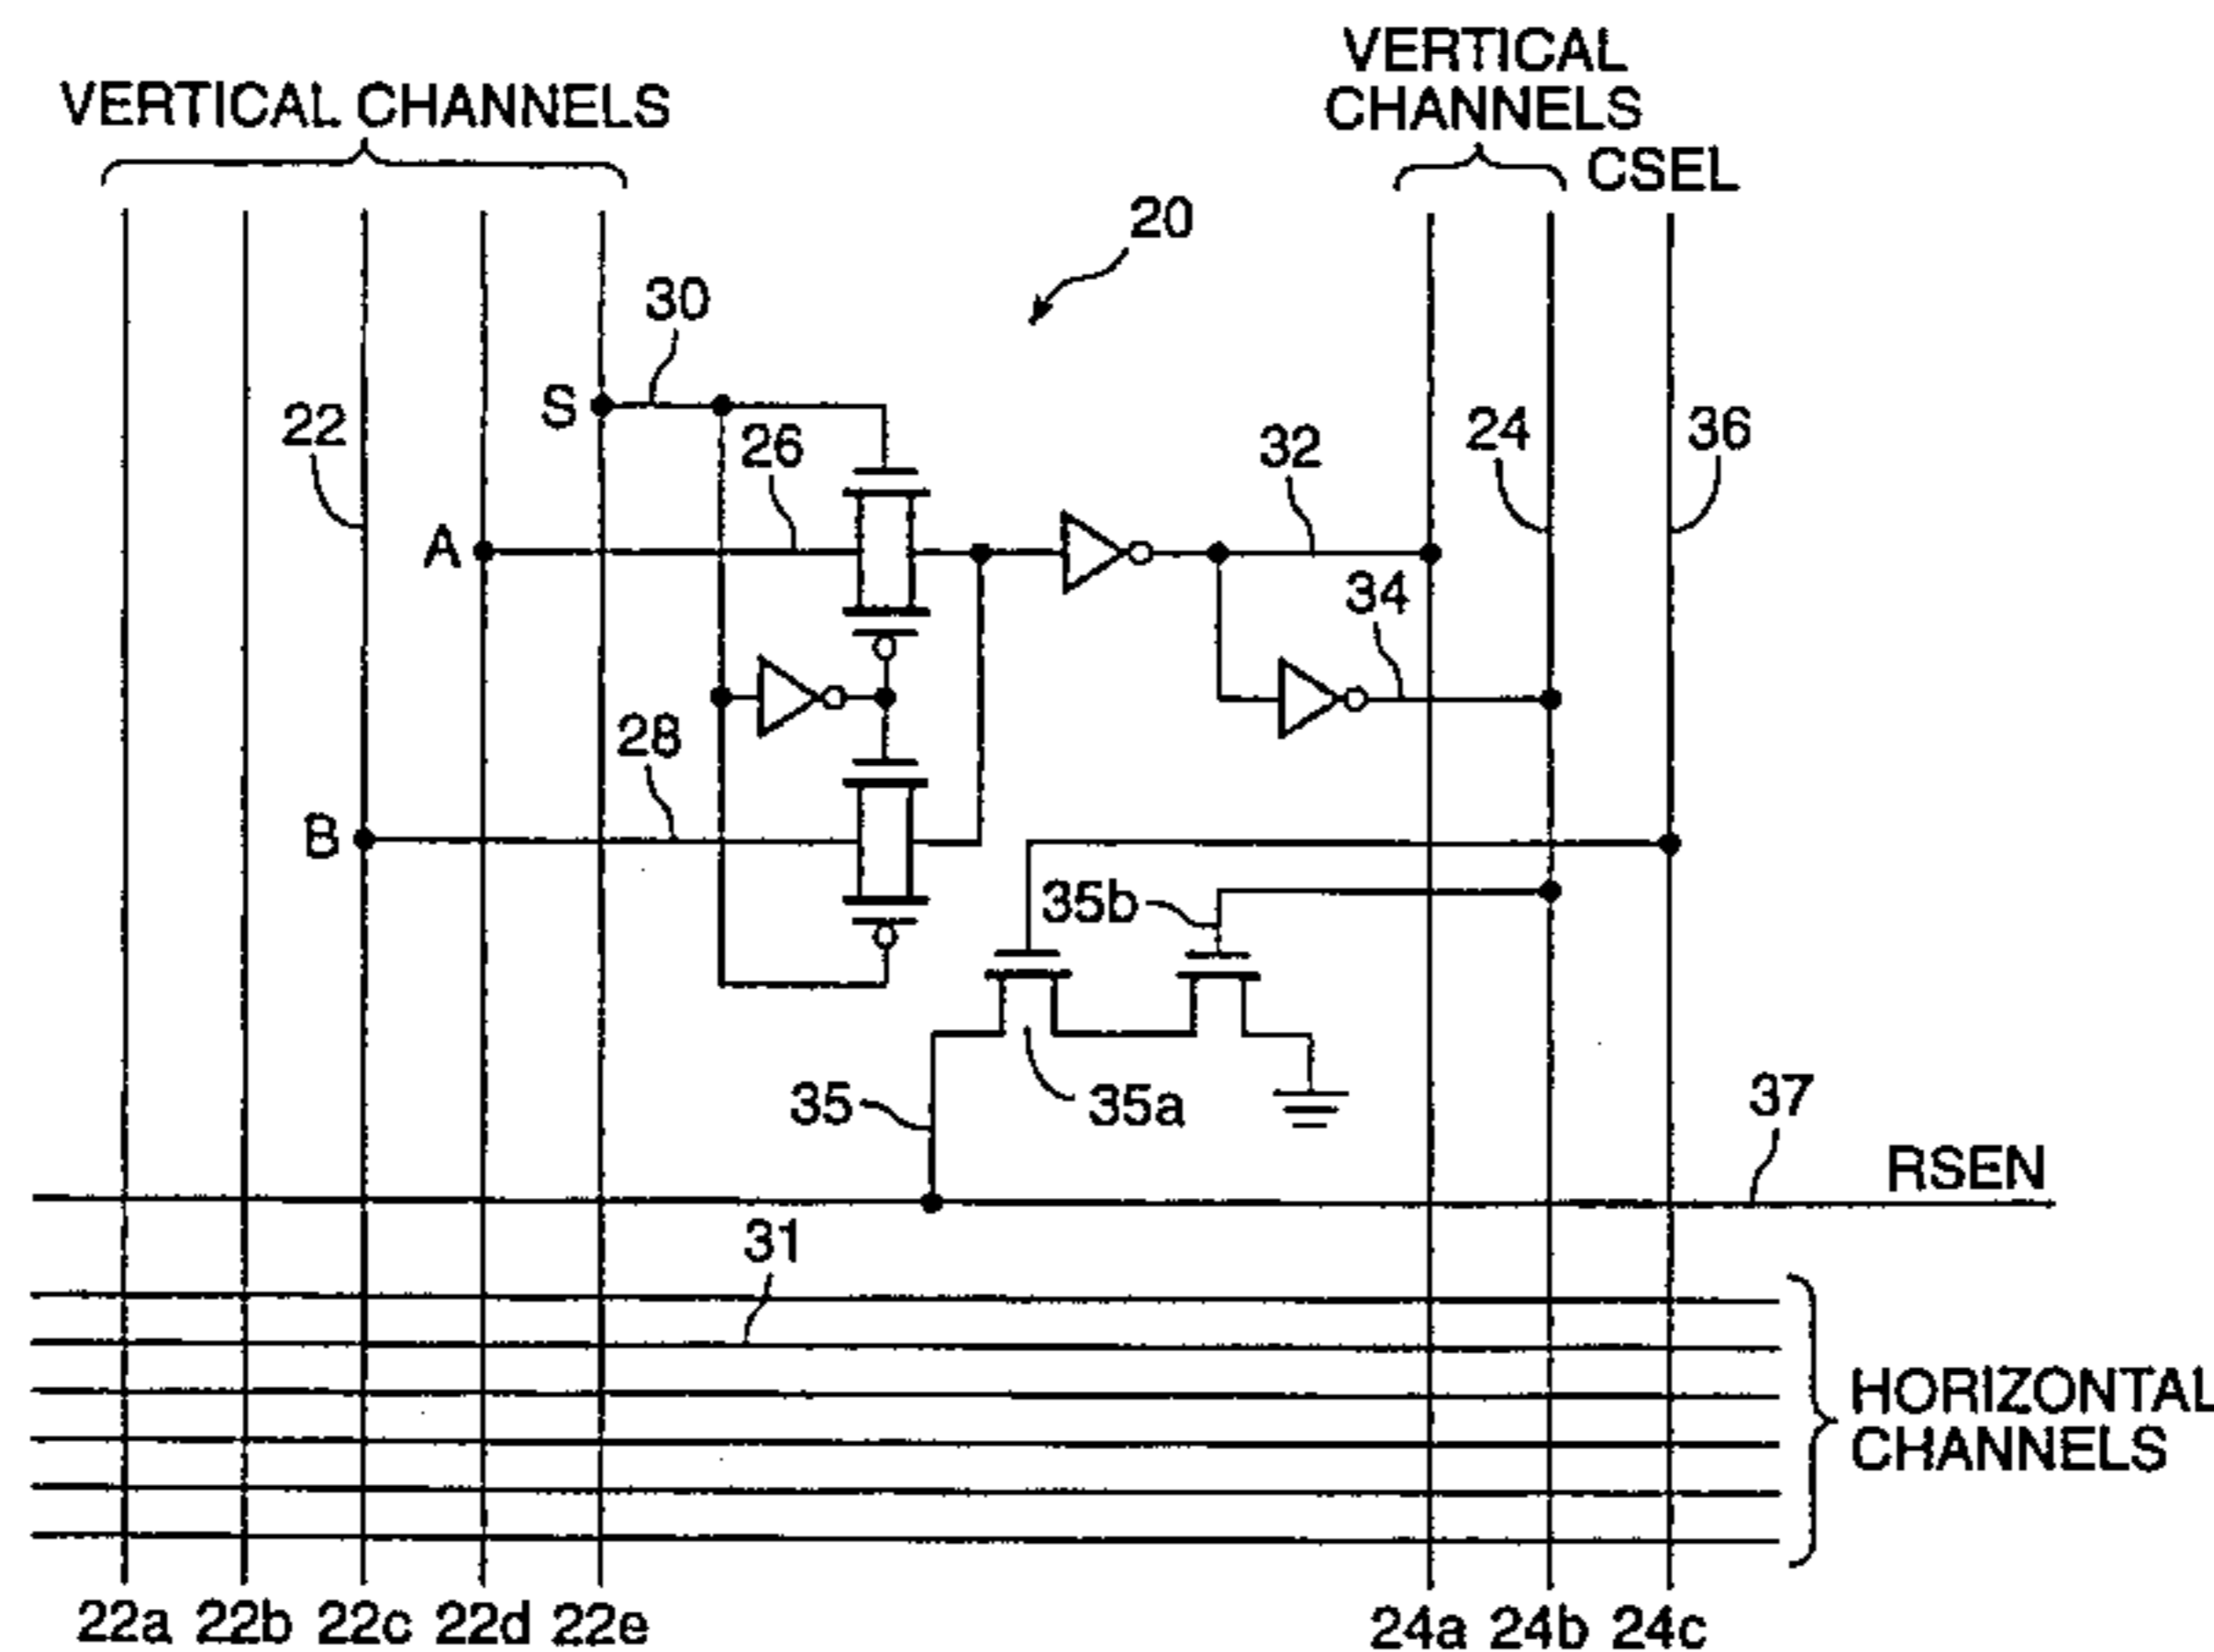 VERTICAL
CHANNELS
VERTICAL CHANNELS
CSEL
20
30
S
22
26
32
24
36
A
34
28
B
35b
35
35a
37
RSEN
31
HORIZONTAL
CHANNELS
22a 22b 22c 22d 22e
24a 24b 24c